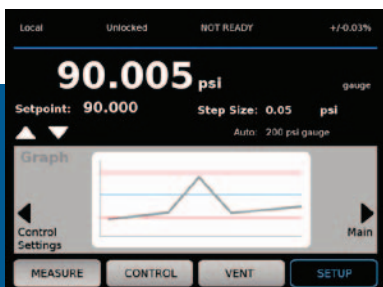 Local Unlocked NOT READY +/-0.03%
90.005 psi gauge
Setpoint: 90.000 Step Size: 0.05 psi
Auto: 200 psi gauge
Graph
Control Settings Main
MEASURE CONTROL VENT SETUP